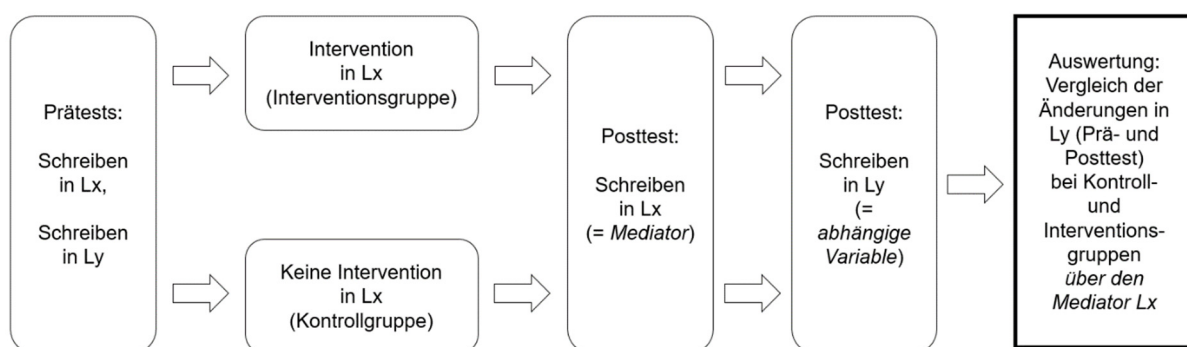 Prätests:
Schreiben
in Lx,
Schreiben
in Ly
Intervention
in Lx
(Interventionsgruppe)
Keine Intervention
in Lx
(Kontrollgruppe)
Posttest:
Schreiben
in Lx
(= Mediator)
Posttest:
Schreiben
in Ly
(=
abhängige
Variable)
Auswertung:
Vergleich der
Änderungen in
Ly (Prä- und
Posttest)
bei Kontroll-
und
Interventions-
gruppen
über den
Mediator Lx